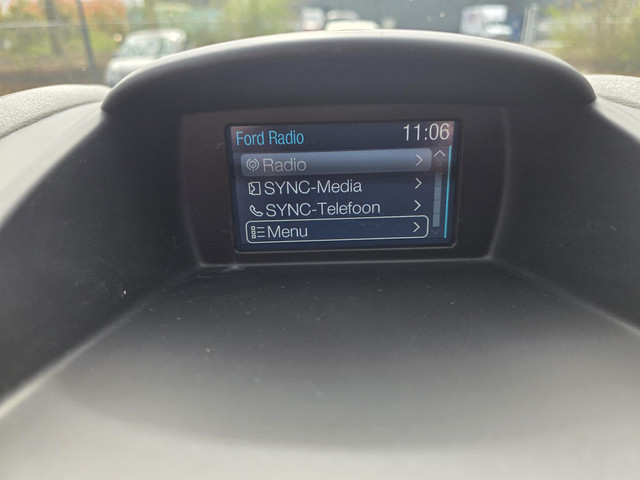 Ford Radio 11:06
Radio
SYNC-Media
SYNC-Telefoon
Menu